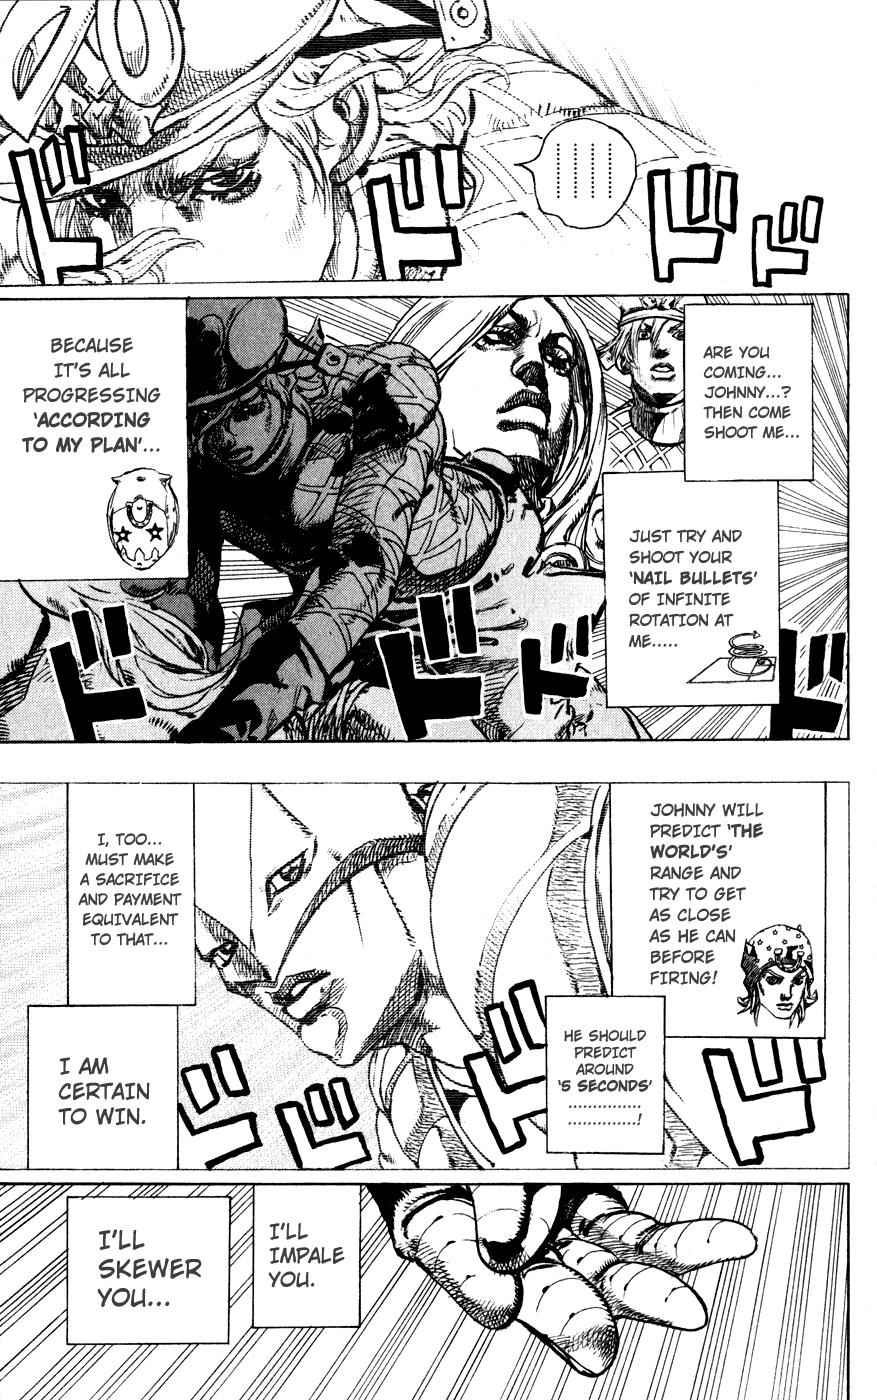 ドドドド
ARE YOU
COMING...
JOHNNY...?
THEN COME
SHOOT ME...
JUST TRY AND
SHOOT YOUR
'NAIL BULLETS'
OF INFINITE
ROTATION AT
ME.....
BECAUSE
IT'S ALL
PROGRESSING
'ACCORDING
TO MY PLAN'...
ドドドド
JOHNNY WILL
PREDICT 'THE
WORLD'S'
RANGE AND
TRY TO GET
AS CLOSE
AS HE CAN
BEFORE
FIRING!
HE SHOULD
PREDICT
AROUND
'5 SECONDS'
..............
..............!
I, TOO...
MUST MAKE
A SACRIFICE
AND PAYMENT
EQUIVALENT
TO THAT...
I AM
CERTAIN
TO WIN.
ドドドド
I'LL
IMPALE
YOU.
I'LL
SKEWER
YOU...